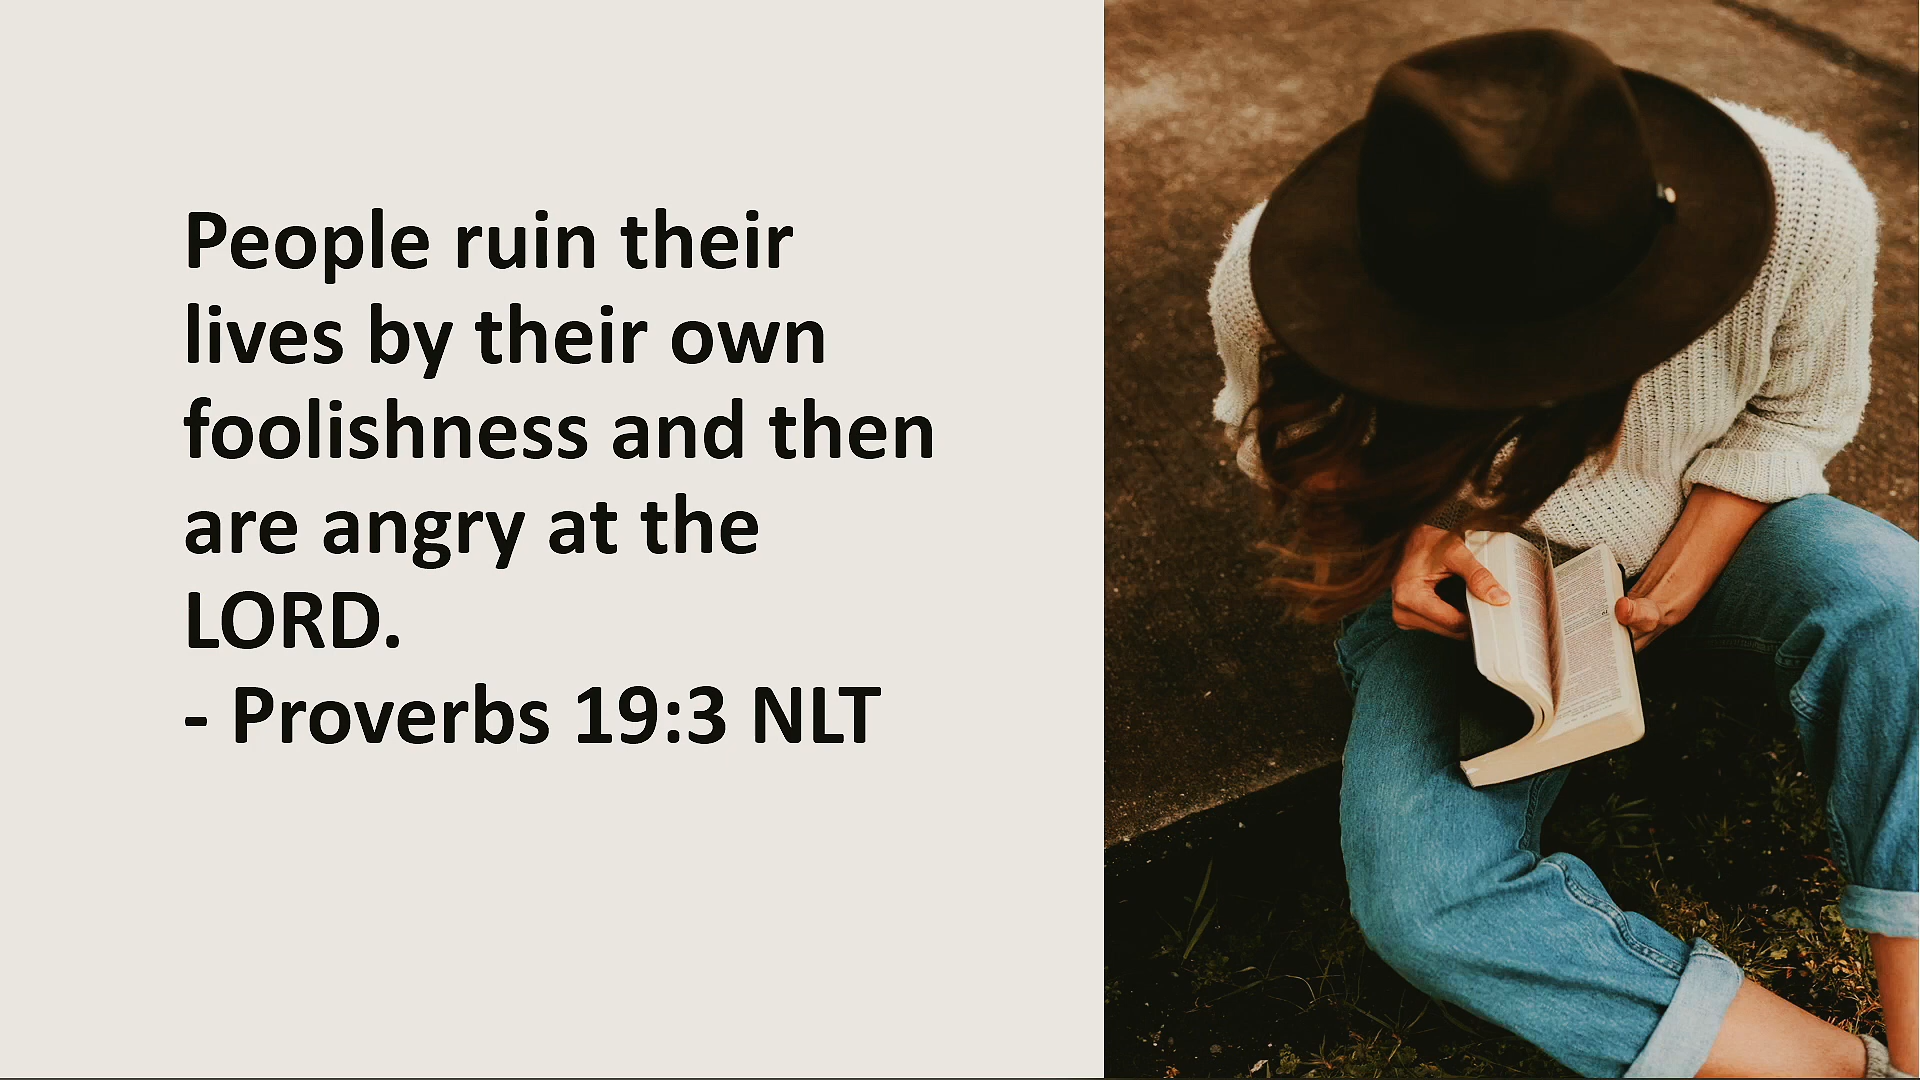 People ruin their
lives by their own
foolishness and then
are angry at the
LORD.
- Proverbs 19:3 NLT